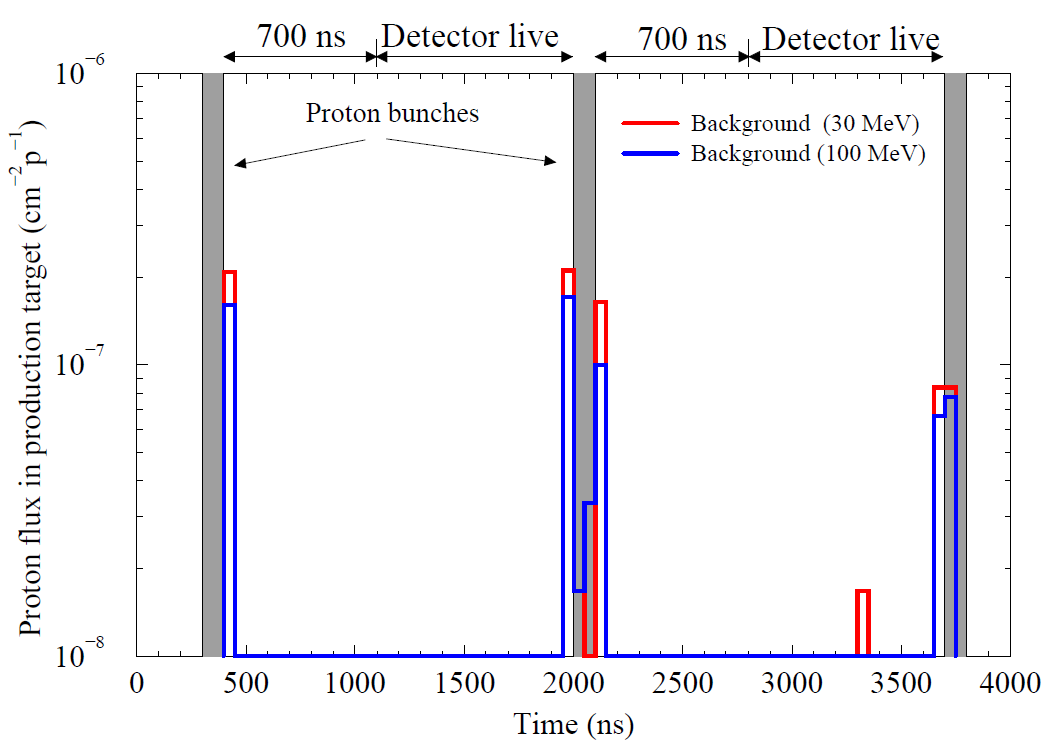 700 ns Detector live 700 ns Detector live
Proton bunches
Background (30 MeV)
Background (100 MeV)
Proton flux in production target (cm⁻²p⁻¹)
10⁻⁶
10⁻⁷
10⁻⁸
0 500 1000 1500 2000 2500 3000 3500 4000
Time (ns)